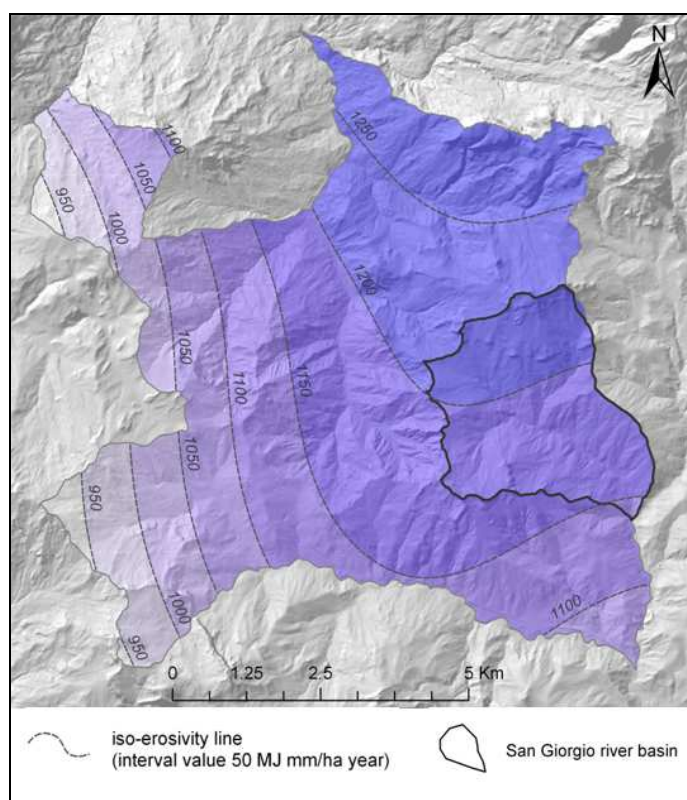 N
1250
1100
1050
950
1000
1200
1050
1100
1150
1050
950
1000
1100
950
0 1.25 2.5 5 Km
iso-erosivity line
(interval value 50 MJ mm/ha year)
San Giorgio river basin